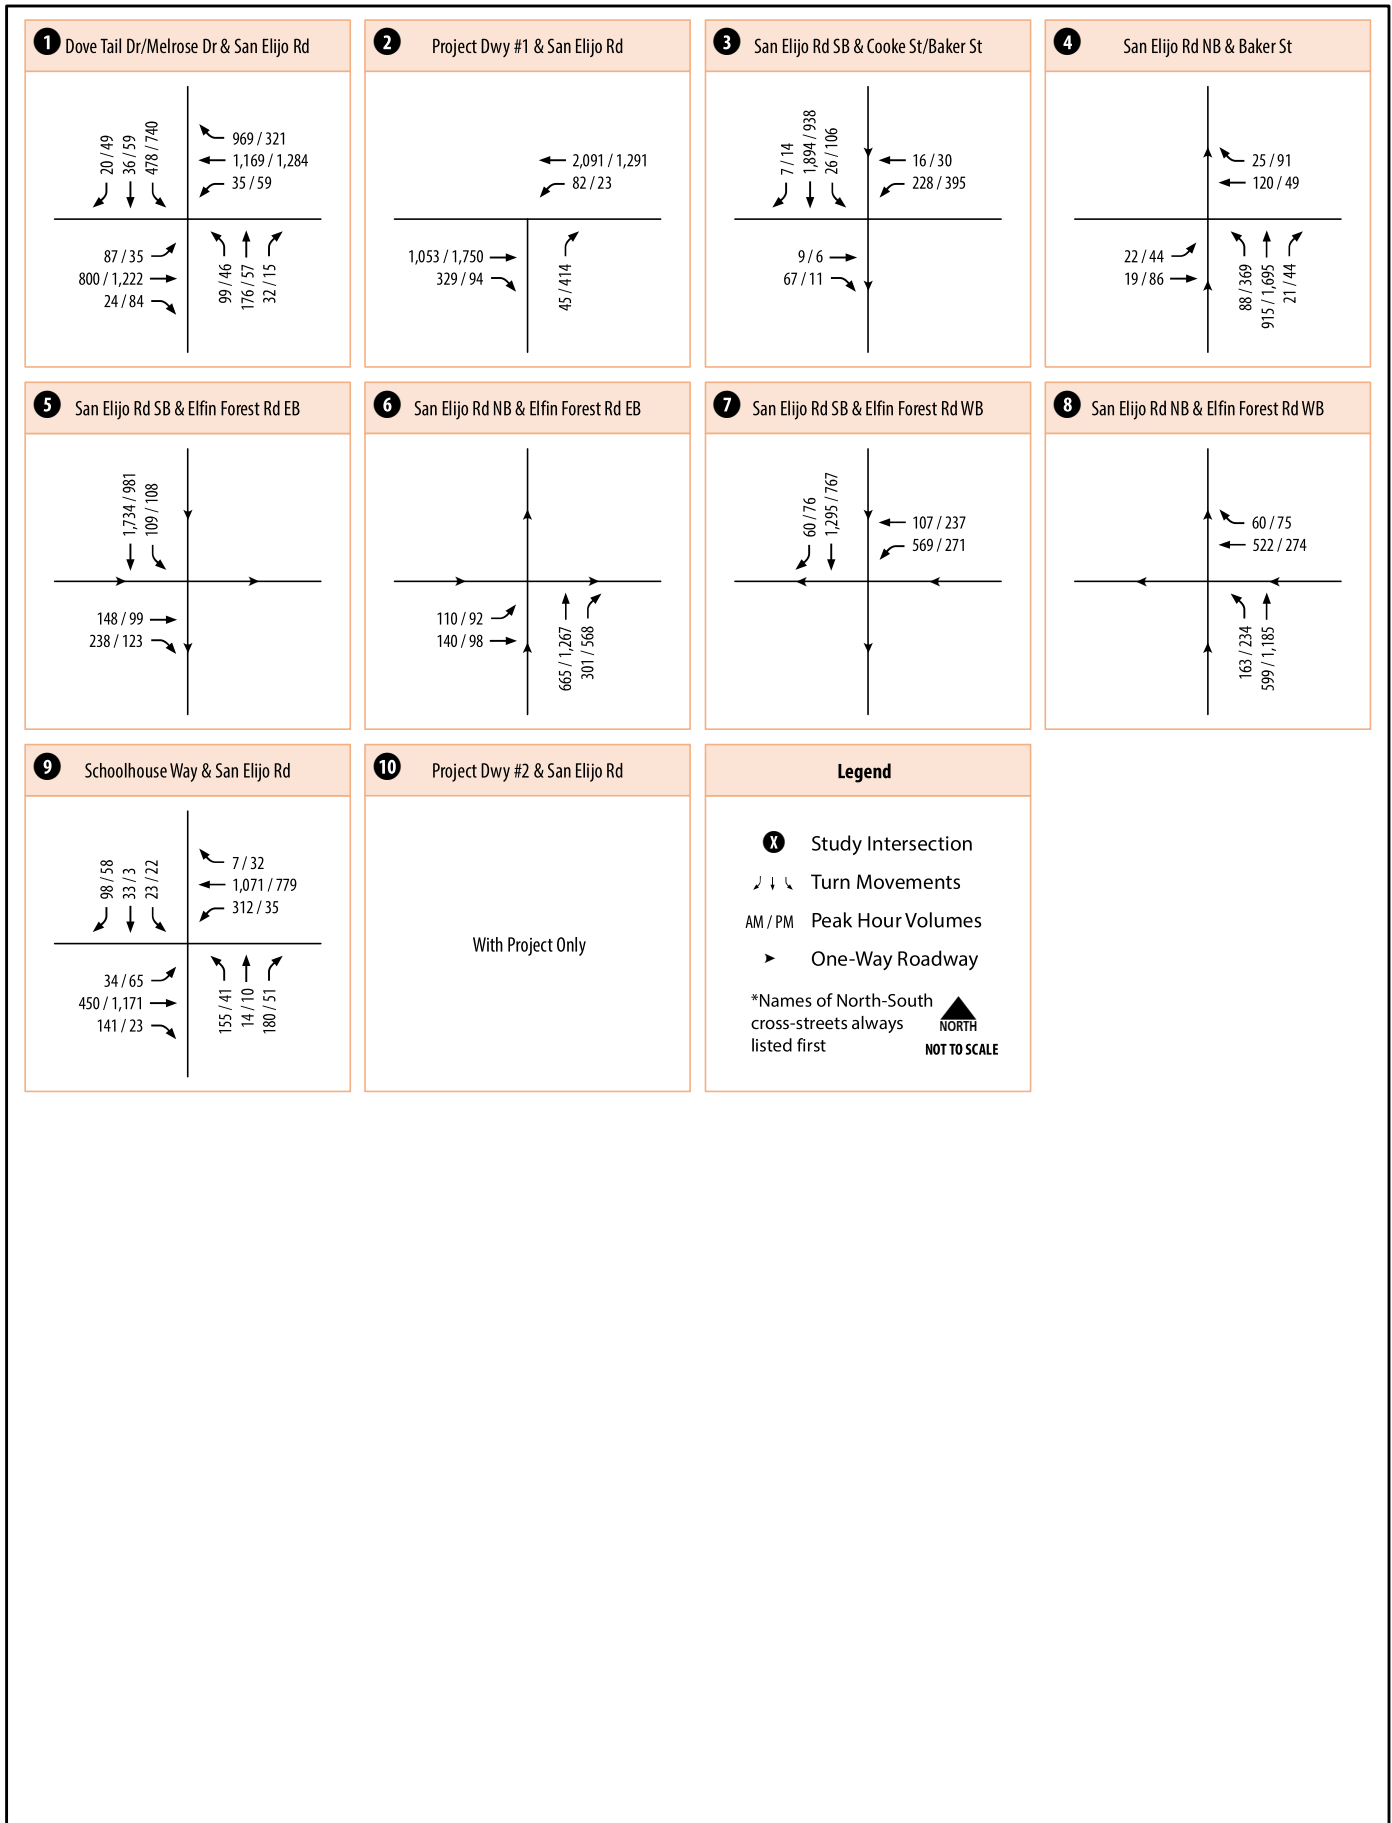 1 Dove Tail Dr/Melrose Dr & San Elijo Rd
20 / 49
36 / 59
478 / 740
969 / 321
1,169 / 1,284
35 / 59
87 / 35
800 / 1,222
24 / 84
99 / 46
176 / 57
32 / 15
2 Project Dwy #1 & San Elijo Rd
2,091 / 1,291
82 / 23
1,053 / 1,750
329 / 94
45 / 414
3 San Elijo Rd SB & Cooke St/Baker St
7 / 14
1,894 / 938
26 / 106
16 / 30
228 / 395
9 / 6
67 / 11
4 San Elijo Rd NB & Baker St
25 / 91
120 / 49
22 / 44
19 / 86
88 / 369
915 / 1,695
21 / 44
5 San Elijo Rd SB & Elfin Forest Rd EB
1,734 / 981
109 / 108
148 / 99
238 / 123
6 San Elijo Rd NB & Elfin Forest Rd EB
110 / 92
140 / 98
665 / 1,267
301 / 568
7 San Elijo Rd SB & Elfin Forest Rd WB
60 / 76
1,295 / 767
107 / 237
569 / 271
8 San Elijo Rd NB & Elfin Forest Rd WB
60 / 75
522 / 274
163 / 234
599 / 1,185
9 Schoolhouse Way & San Elijo Rd
98 / 58
33 / 3
23 / 22
7 / 32
1,071 / 779
312 / 35
34 / 65
450 / 1,171
141 / 23
155 / 41
14 / 10
180 / 51
10 Project Dwy #2 & San Elijo Rd
With Project Only
Legend
X Study Intersection
Turn Movements
AM / PM Peak Hour Volumes
One-Way Roadway
*Names of North-South
cross-streets always
listed first
NORTH
NOT TO SCALE